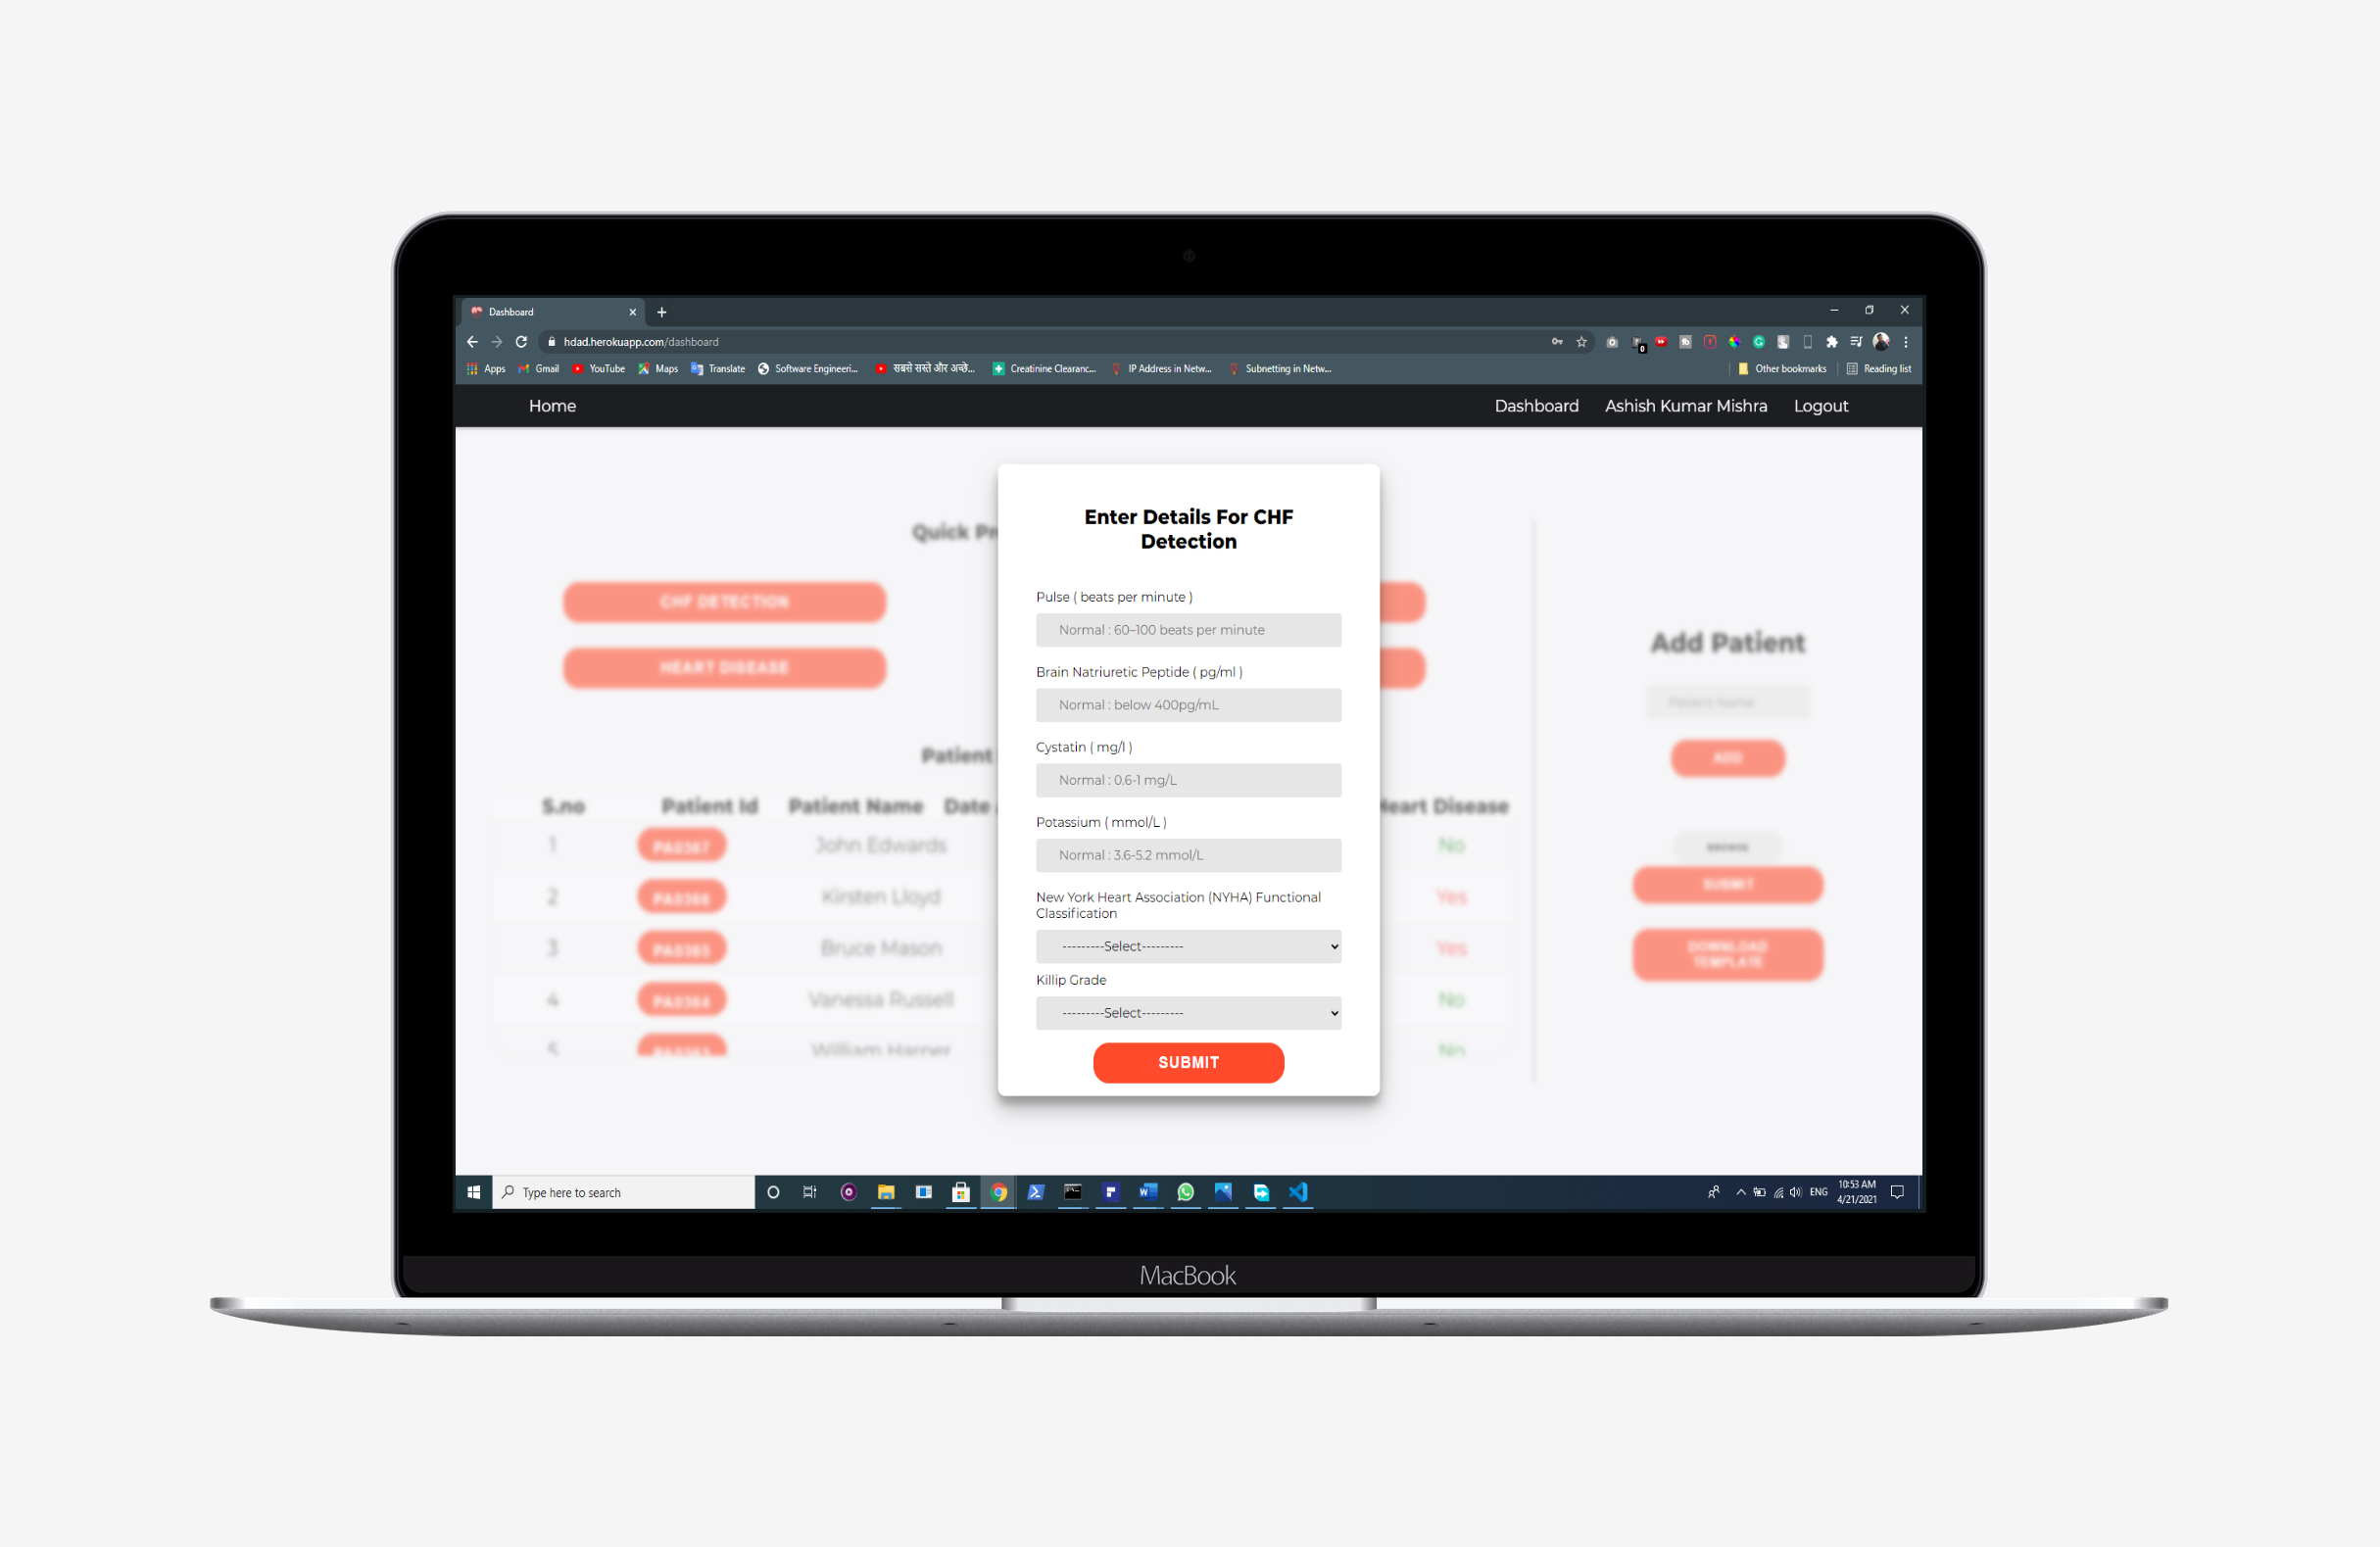 Dashboard
hdad.herokuapp.com/dashboard
0
Apps Gmail YouTube Maps Translate Software Engineeri... सबसे सस्ते और अच्छे... Creatinine Clearanc... IP Address in Netw... Subnetting in Netw... Other bookmarks Reading list
Home Dashboard Ashish Kumar Mishra Logout
Enter Details For CHF
Detection
Pulse ( beats per minute )
Normal : 60–100 beats per minute
Brain Natriuretic Peptide ( pg/ml )
Normal : below 400pg/mL
Cystatin ( mg/l )
Normal : 0.6-1 mg/L
Potassium ( mmol/L )
Normal : 3.6-5.2 mmol/L
New York Heart Association (NYHA) Functional
Classification
---------Select---------
Killip Grade
---------Select---------
SUBMIT
Quick
CHF DETECTION
HEART DISEASE
Patient
S.no Patient Id Patient Name Date Heart Disease
1 PA0367 John Edwards No
2 PA0366 Kirsten Lloyd Yes
3 PA0365 Bruce Mason Yes
4 PA0364 Vanessa Russell No
5 PA0363 William Harper No
Add Patient
Patient Name
ADD
BROWSE
SUBMIT
DOWNLOAD
TEMPLATE
Type here to search ENG 10:53 AM
4/21/2021
MacBook